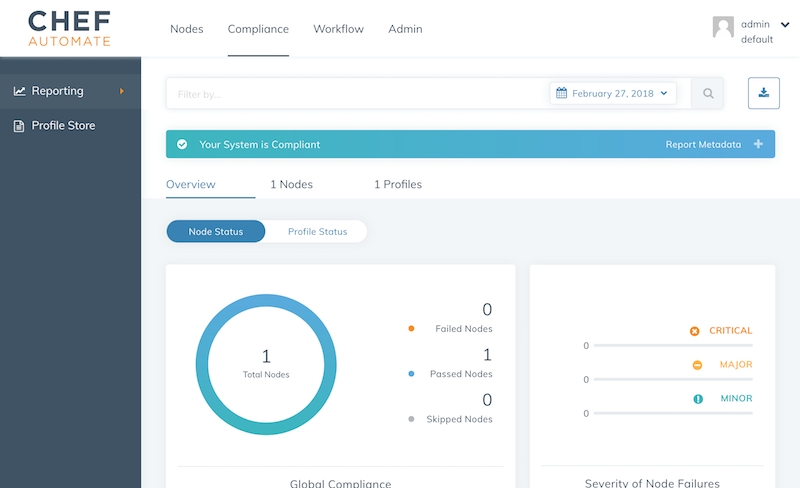 CHEF
AUTOMATE
Nodes
Compliance
Workflow
Admin
admin
default
Reporting
Profile Store
Filter by...
February 27, 2018
Your System is Compliant
Report Metadata
Overview
1 Nodes
1 Profiles
Node Status
Profile Status
1
Total Nodes
0
Failed Nodes
1
Passed Nodes
0
Skipped Nodes
Global Compliance
CRITICAL
0
MAJOR
0
MINOR
0
Severity of Node Failures